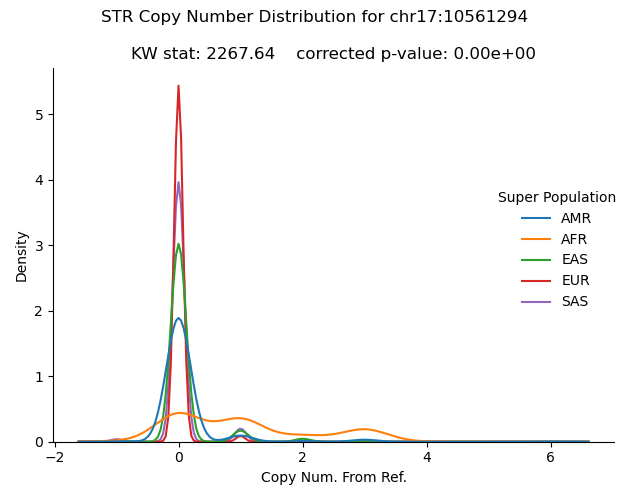 STR Copy Number Distribution for chr17:10561294
KW stat: 2267.64 corrected p-value: 0.00e+00
Density
5
4
3
2
1
0
−2
0
2
4
6
Copy Num. From Ref.
Super Population
AMR
AFR
EAS
EUR
SAS